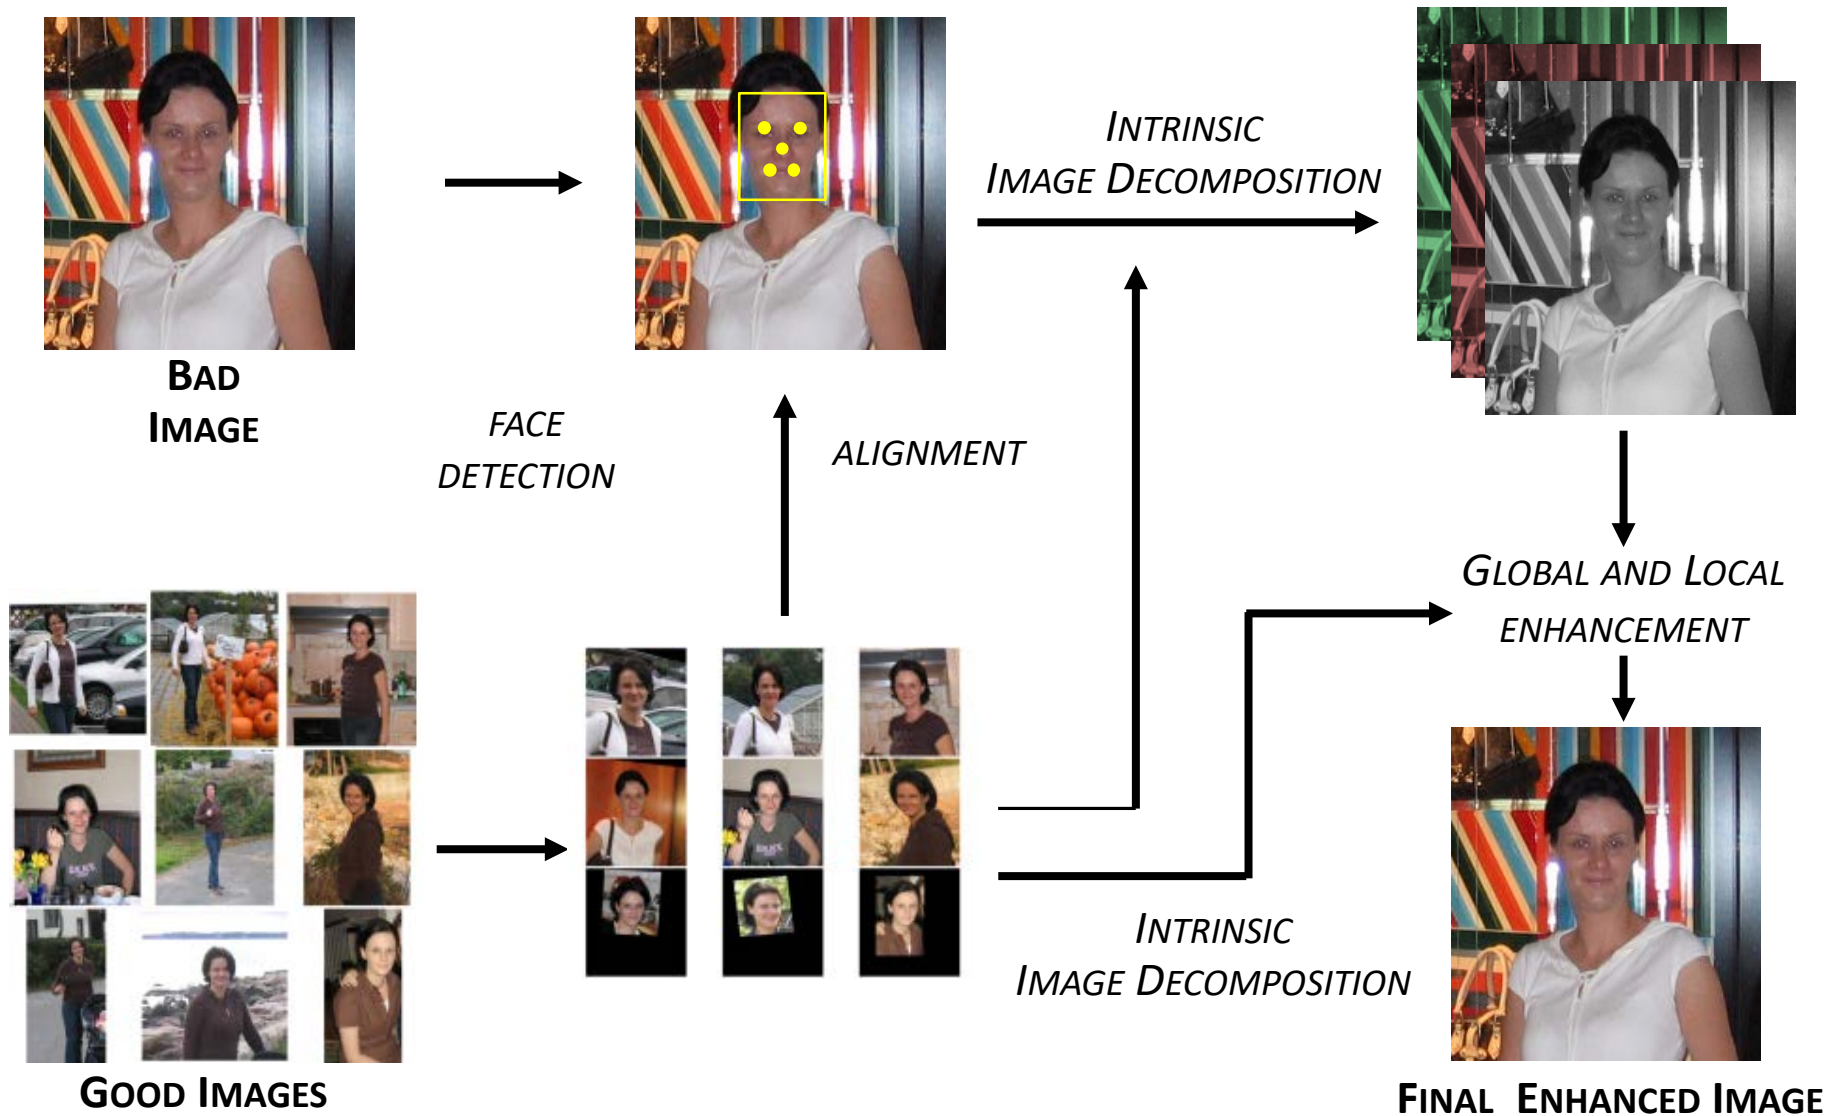 INTRINSIC
IMAGE DECOMPOSITION
BAD
IMAGE
FACE
DETECTION
ALIGNMENT
GLOBAL AND LOCAL
ENHANCEMENT
INTRINSIC
IMAGE DECOMPOSITION
GOOD IMAGES
FINAL ENHANCED IMAGE